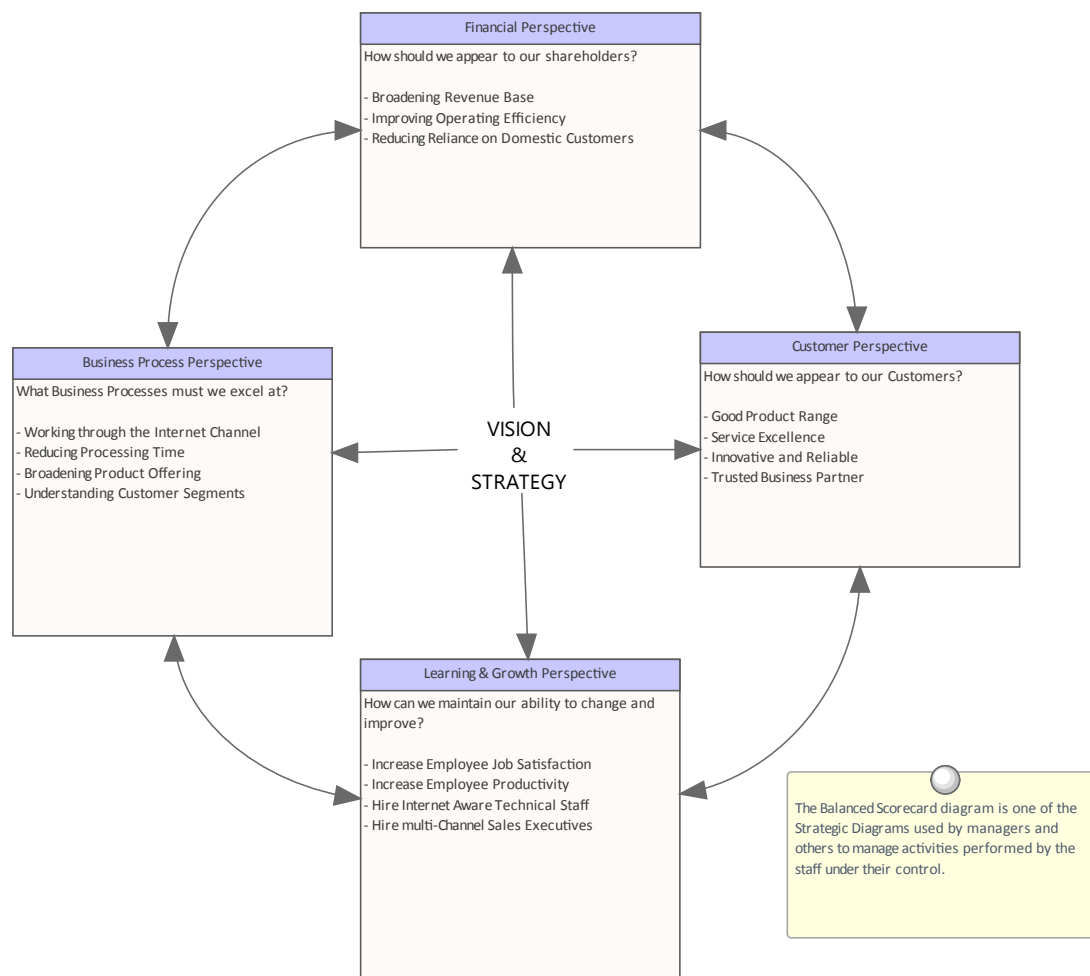 Financial Perspective
How should we appear to our shareholders?
- Broadening Revenue Base
- Improving Operating Efficiency
- Reducing Reliance on Domestic Customers
Business Process Perspective
What Business Processes must we excel at?
- Working through the Internet Channel
- Reducing Processing Time
- Broadening Product Offering
- Understanding Customer Segments
VISION
&
STRATEGY
Customer Perspective
How should we appear to our Customers?
- Good Product Range
- Service Excellence
- Innovative and Reliable
- Trusted Business Partner
Learning & Growth Perspective
How can we maintain our ability to change and
improve?
- Increase Employee Job Satisfaction
- Increase Employee Productivity
- Hire Internet Aware Technical Staff
- Hire multi-Channel Sales Executives
The Balanced Scorecard diagram is one of the
Strategic Diagrams used by managers and
others to manage activities performed by the
staff under their control.